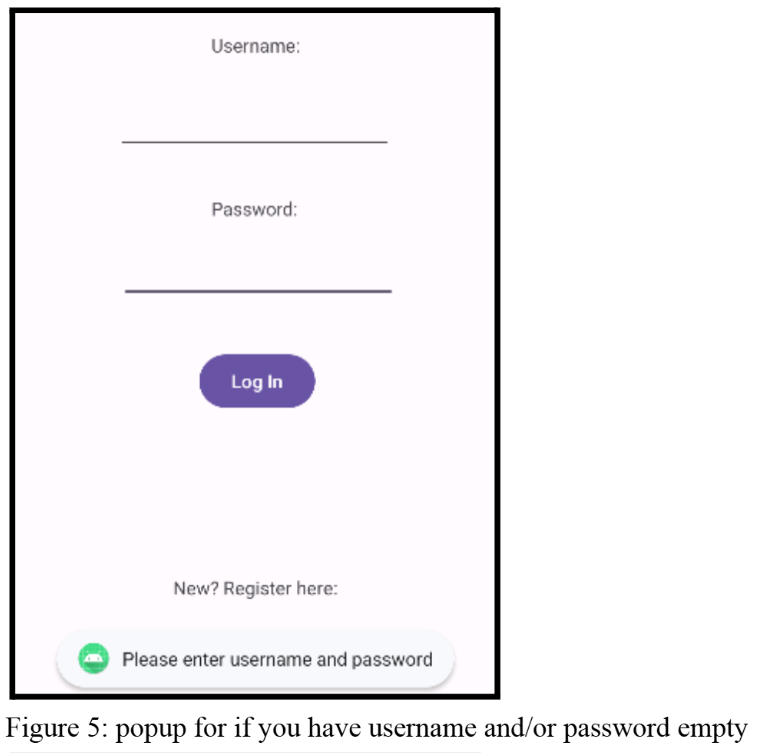 Username:
Password:
Log In
New? Register here:
Please enter username and password
Figure 5: popup for if you have username and/or password empty